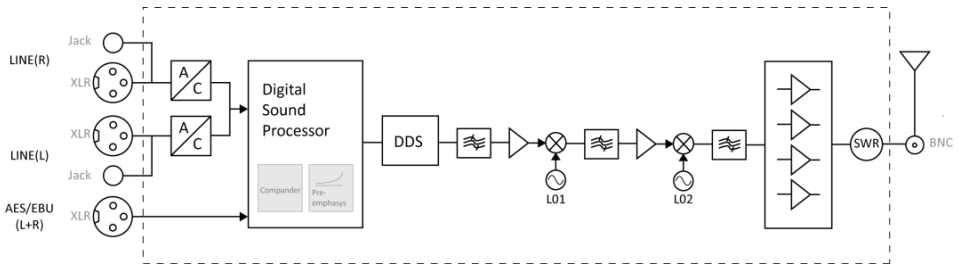 Jack
LINE(R)
XLR
A
C
XLR
A
C
LINE(L)
Jack
AES/EBU
(L+R)
XLR
Digital
Sound
Processor
Compander
Pre-
emphasys
DDS
L01
L02
SWR
BNC